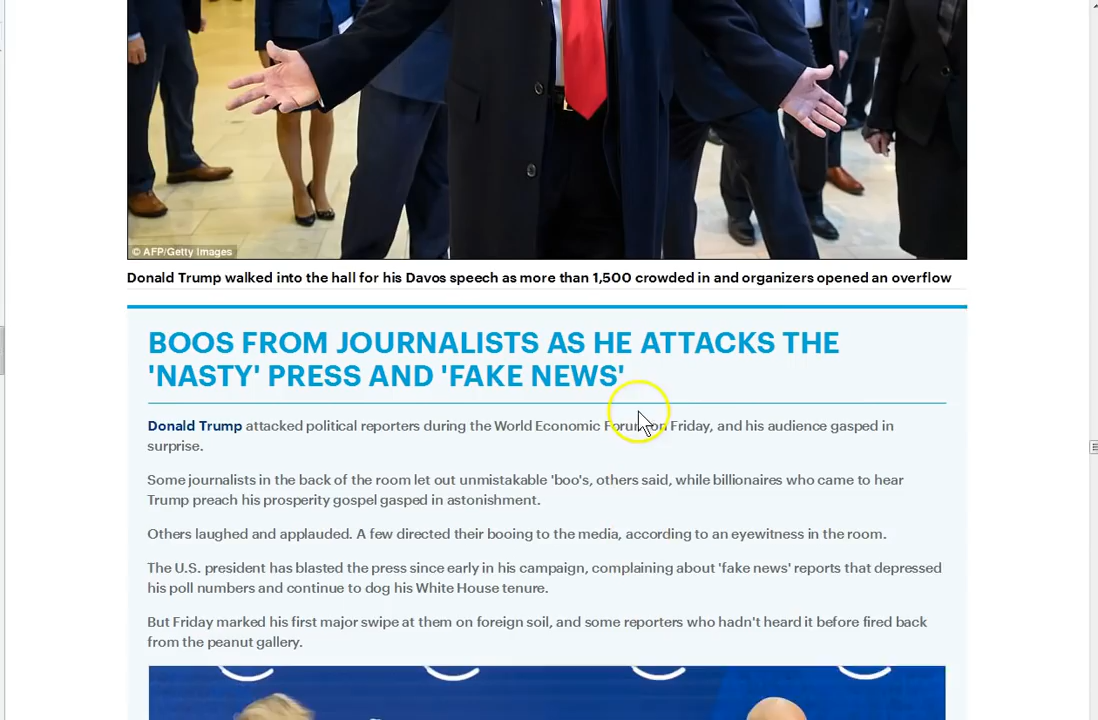 © AFP/Getty Images
Donald Trump walked into the hall for his Davos speech as more than 1,500 crowded in and organizers opened an overflow
BOOS FROM JOURNALISTS AS HE ATTACKS THE
'NASTY' PRESS AND 'FAKE NEWS'
Donald Trump attacked political reporters during the World Economic Forum on Friday, and his audience gasped in
surprise.
Some journalists in the back of the room let out unmistakable 'boo's, others said, while billionaires who came to hear
Trump preach his prosperity gospel gasped in astonishment.
Others laughed and applauded. A few directed their booing to the media, according to an eyewitness in the room.
The U.S. president has blasted the press since early in his campaign, complaining about 'fake news' reports that depressed
his poll numbers and continue to dog his White House tenure.
But Friday marked his first major swipe at them on foreign soil, and some reporters who hadn't heard it before fired back
from the peanut gallery.